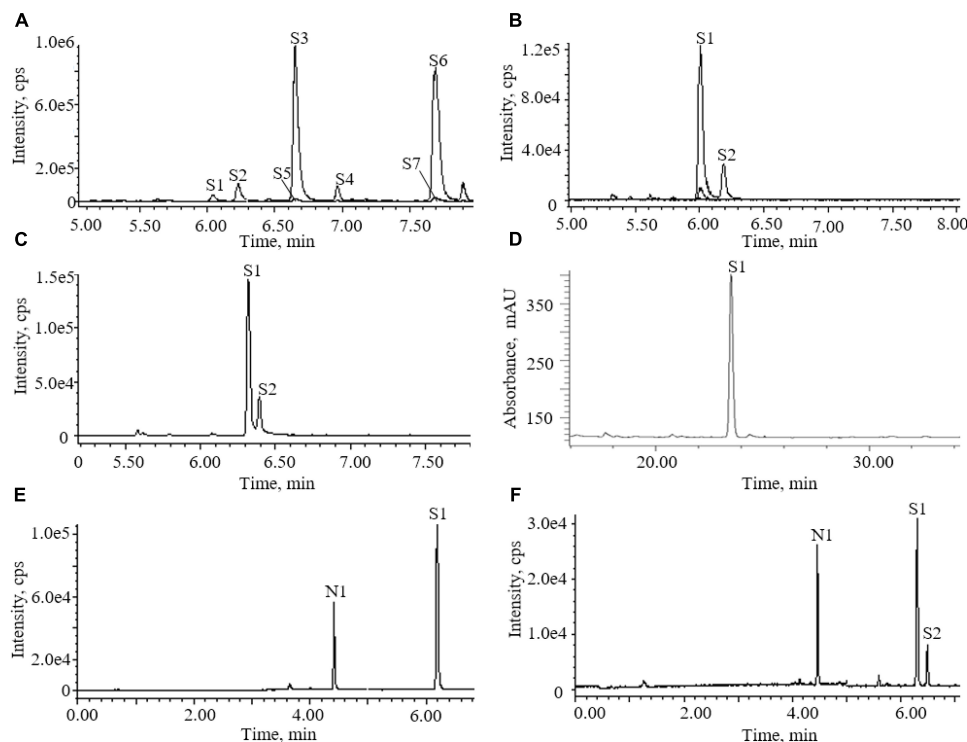 A
Intensity, cps
1.0e6
6.0e5
2.0e5
0
S1
S2
S3
S4
S5
S6
S7
5.00 6.00 6.50 7.00 7.50
Time, min
B
Intensity, cps
1.2e5
8.0e4
4.0e4
0
S1
S2
5.00 5.50 6.00 6.50 7.00 7.50 8.00
Time, min
C
Intensity, cps
1.5e5
1.0e5
5.0e4
0
S1
S2
0 5.50 6.00 6.50 7.00 7.50
Time, min
D
Absorbance, mAU
350
250
150
S1
20.00 30.00
Time, min
E
Intensity, cps
1.0e5
6.0e4
2.0e4
0
N1
S1
0.00 2.00 4.00 6.00
Time, min
F
Intensity, cps
3.0e4
2.0e4
1.0e4
0
N1
S1
S2
0.00 2.00 4.00 6.00
Time, min